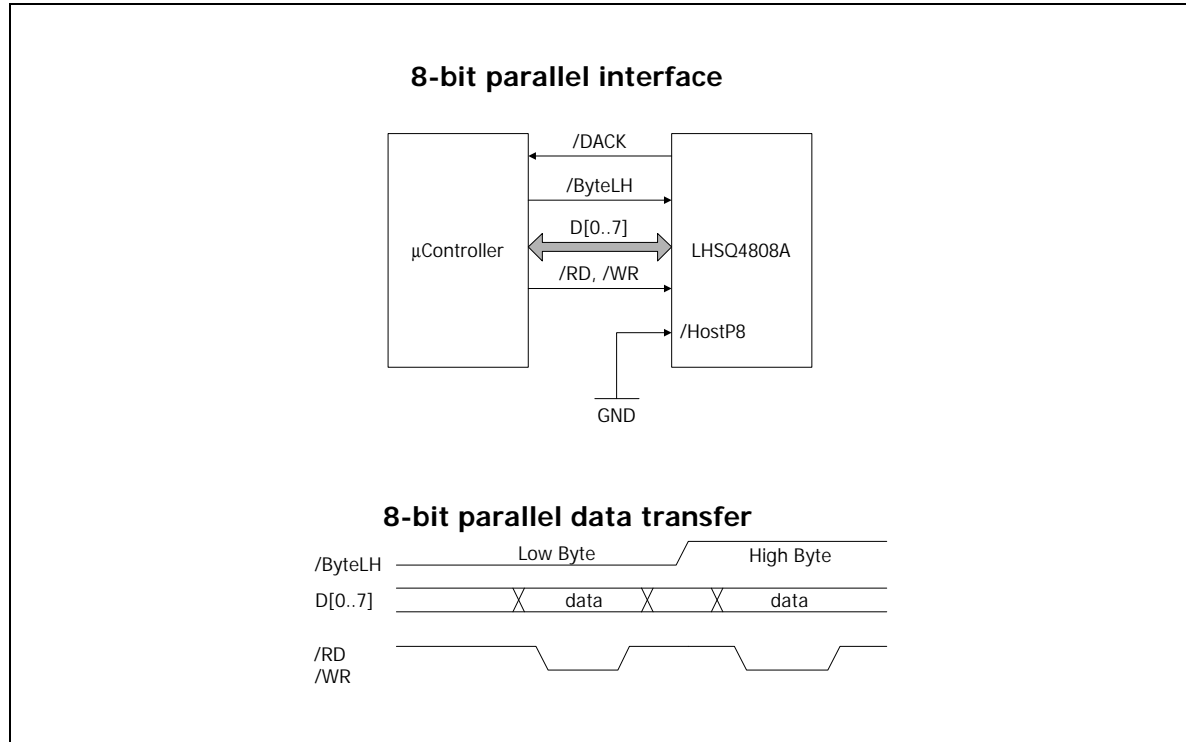 8-bit parallel interface
/DACK
/ByteLH
D[0..7]
µController
LHSQ4808A
/RD, /WR
/HostP8
GND
8-bit parallel data transfer
/ByteLH
Low Byte
High Byte
D[0..7]
data
data
/RD
/WR